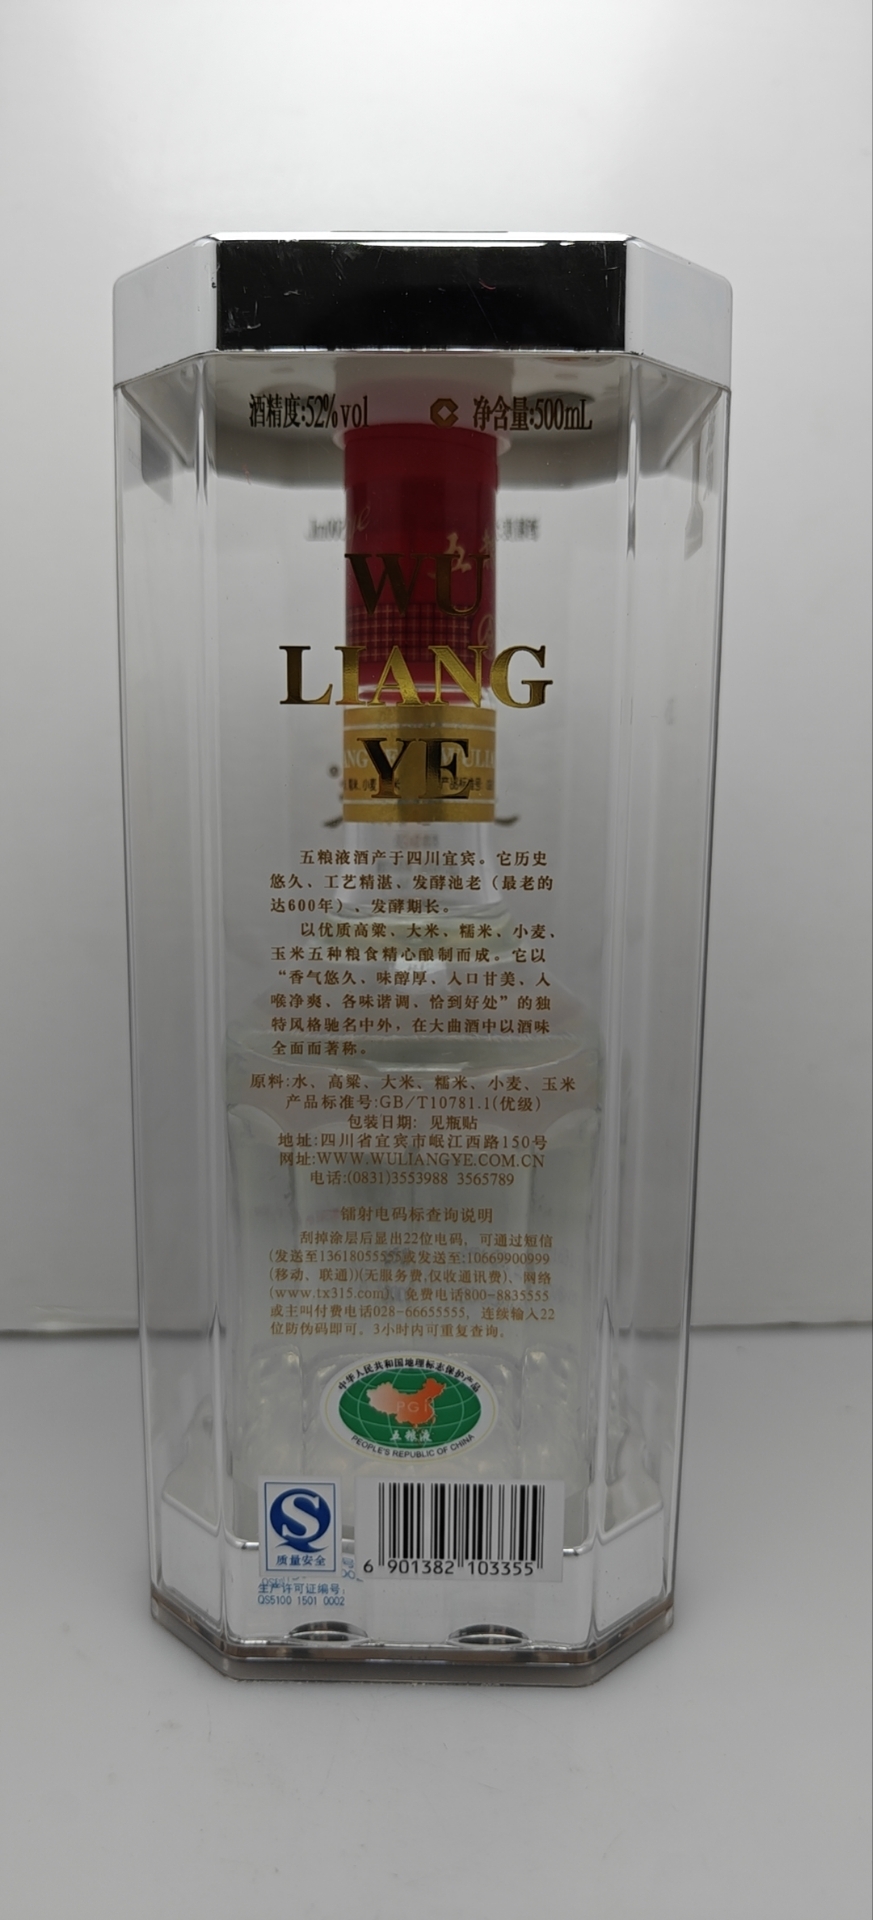 酒精度:52%vol 净含量:500mL
WU
LIANG
YE
五粮液酒产于四川宜宾。它历史
悠久、工艺精湛、发酵池老（最老的
达600年）、发酵期长。
以优质高粱、大米、糯米、小麦、
玉米五种粮食精心酿制而成。它以
“香气悠久、味醇厚、入口甘美、入
喉净爽、各味谐调、恰到好处”的独
特风格驰名中外，在大曲酒中以酒味
全面而著称。
原料:水、高粱、大米、糯米、小麦、玉米
产品标准号:GB/T10781.1(优级)
包装日期: 见瓶贴
地址:四川省宜宾市岷江西路150号
网址:WWW.WULIANGYE.COM.CN
电话:(0831)3553988 3565789
镭射电码标查询说明
刮掉涂层后显出22位电码，可通过短信
(发送至13618055555或发送至:10669900999
(移动、联通))(无服务费,仅收通讯费)、网络
(www.tx315.com)、免费电话800-8835555
或主叫付费电话028-66655555，连续输入22
位防伪码即可。3小时内可重复查询。
中华人民共和国地理标志保护产品
PGI
五粮液
PEOPLE'S REPUBLIC OF CHINA
质量安全
6 901382 103355
生产许可证编号:
QS5100 1501 0002